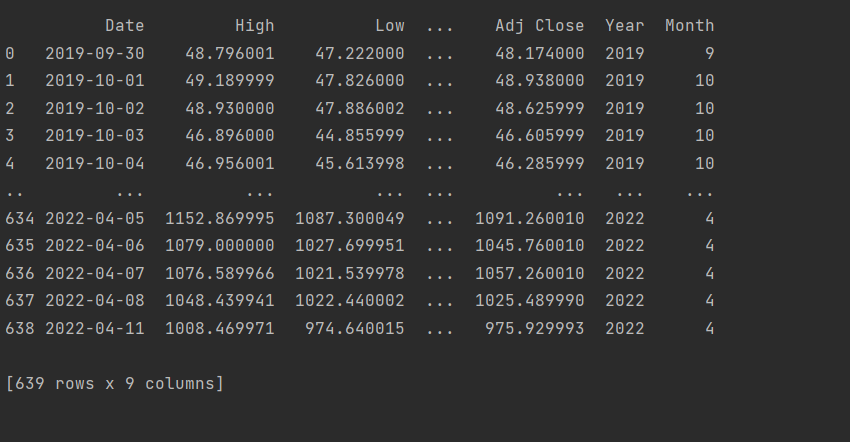 Date High Low ... Adj Close Year Month
0 2019-09-30 48.796001 47.222000 ... 48.174000 2019 9
1 2019-10-01 49.189999 47.826000 ... 48.938000 2019 10
2 2019-10-02 48.930000 47.886002 ... 48.625999 2019 10
3 2019-10-03 46.896000 44.855999 ... 46.605999 2019 10
4 2019-10-04 46.956001 45.613998 ... 46.285999 2019 10
.. ... ... ... ... ... ... ...
634 2022-04-05 1152.869995 1087.300049 ... 1091.260010 2022 4
635 2022-04-06 1079.000000 1027.699951 ... 1045.760010 2022 4
636 2022-04-07 1076.589966 1021.539978 ... 1057.260010 2022 4
637 2022-04-08 1048.439941 1022.440002 ... 1025.489990 2022 4
638 2022-04-11 1008.469971 974.640015 ... 975.929993 2022 4
[639 rows x 9 columns]